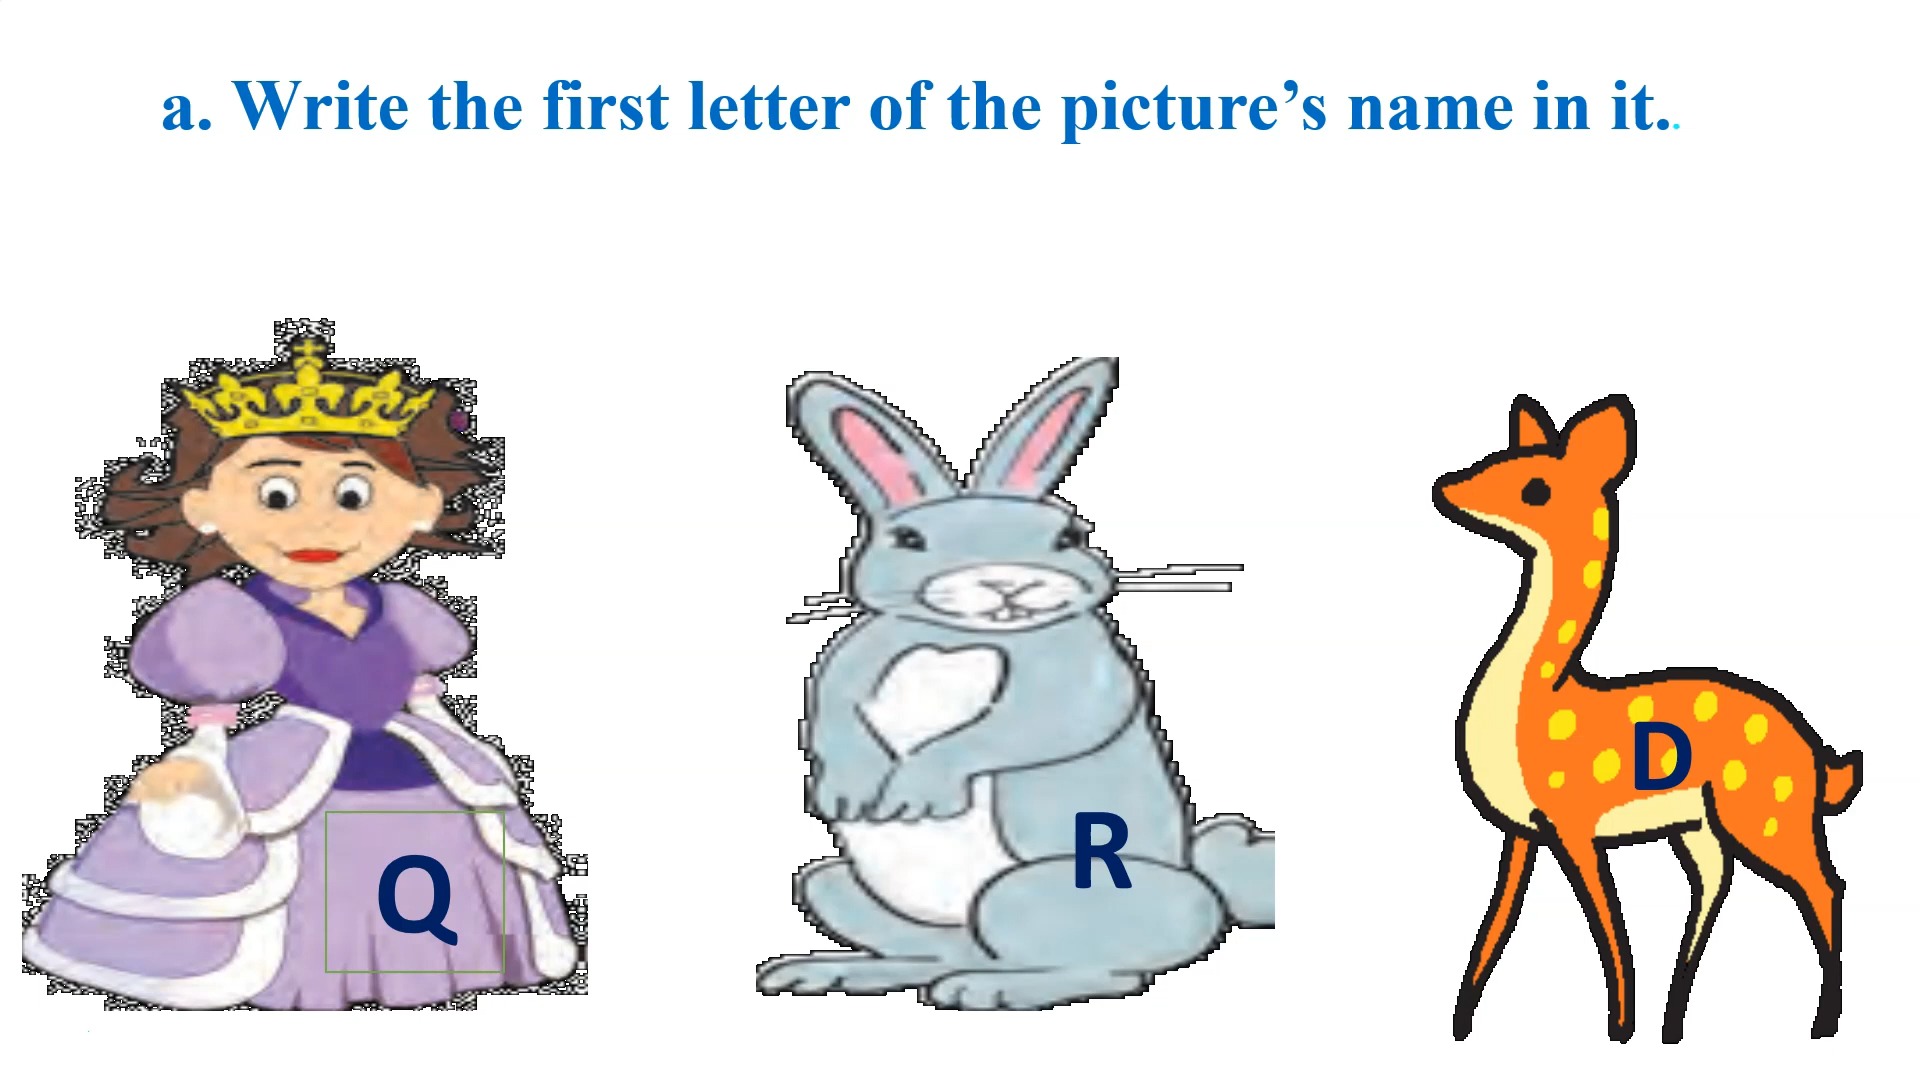 a. Write the first letter of the picture’s name in it..
Q
R
D